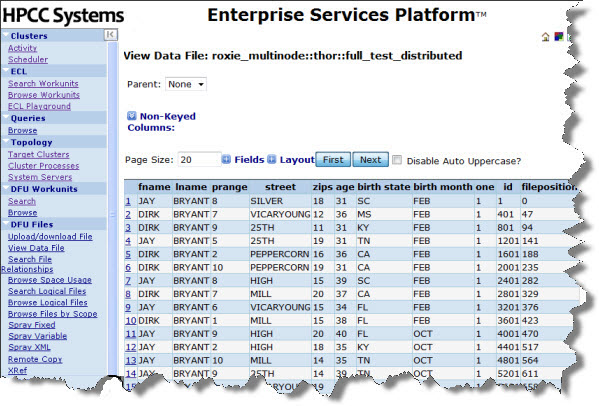 HPCC Systems
Enterprise Services Platform™
Clusters
Activity
Scheduler
ECL
Search Workunits
Browse Workunits
ECL Playground
Queries
Browse
Topology
Target Clusters
Cluster Processes
System Servers
DFU Workunits
Search
Browse
DFU Files
Upload/download File
View Data File
Search File
Relationships
Browse Space Usage
Search Logical Files
Browse Logical Files
Browse Files by Scope
Spray Fixed
Spray Variable
Spray XML
Remote Copy
XRef
View Data File: roxie_multinode::thor::full_test_distributed
Parent: None
Non-Keyed
Columns:
Page Size: 20 Fields Layout First Next Disable Auto Uppercase?
fname lname prange street zips age birth state birth month one id fileposition
1 JAY BRYANT 8 SILVER 18 31 SC FEB 1 1 0
2 DIRK BRYANT 7 VICARYOUNG 12 36 MS FEB 1 401 47
3 DIRK BRYANT 9 25TH 11 31 KY FEB 1 801 94
4 JAY BRYANT 5 25TH 19 31 TN FEB 1 1201 141
5 DIRK BRYANT 2 PEPPERCORN 16 36 CA FEB 1 1601 188
6 DIRK BRYANT 10 PEPPERCORN 19 31 CA FEB 1 2001 235
7 JAY BRYANT 8 HIGH 15 39 SC FEB 1 2401 282
8 DIRK BRYANT 7 MILL 20 37 CA FEB 1 2801 329
9 JAY BRYANT 6 VICARYOUNG 15 34 FL FEB 1 3201 376
10 DIRK BRYANT 1 MILL 15 38 FL FEB 1 3601 423
11 JAY BRYANT 9 HIGH 20 40 FL OCT 1 4001 470
12 JAY BRYANT 2 HIGH 18 35 KY OCT 1 4401 517
13 JAY BRYANT 10 MILL 14 35 TN OCT 1 4801 564
14 JAY BRYANT 9 25TH 14 39 TN OCT 1 5201 611